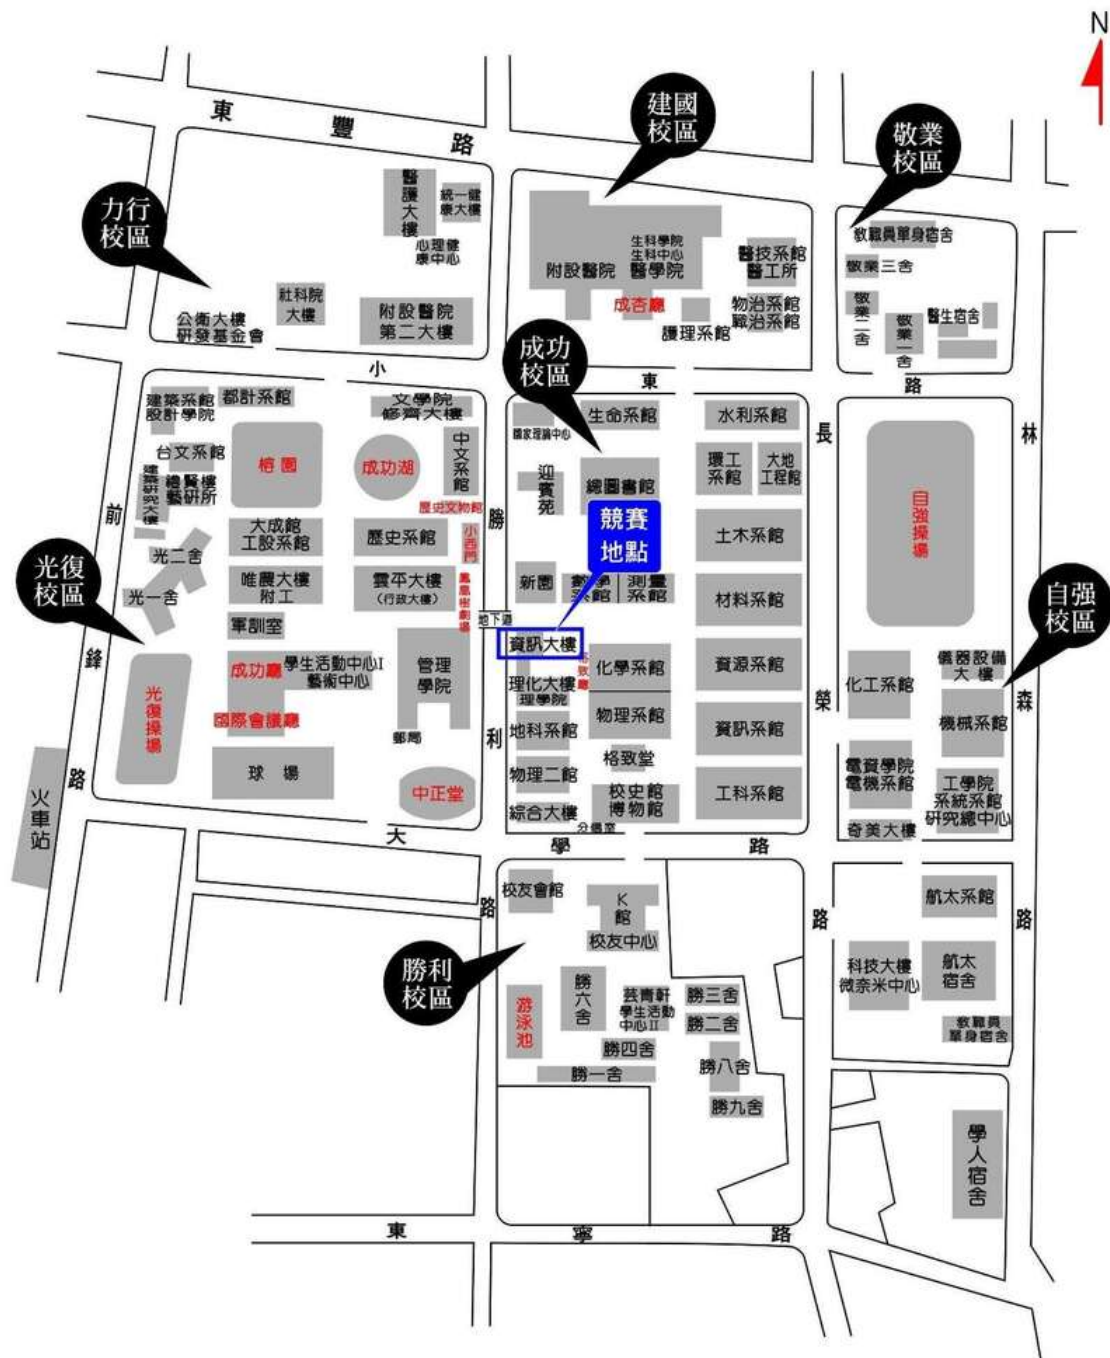 N
東豐路
建國
校區
敬業
校區
力行
校區
醫護大樓
統一健
康大樓
心理健
康中心
社科院
大樓
附設醫院
第二大樓
公衛大樓
研發基金會
生科學院
生科中心
附設醫院
醫學院
成杏廳
護理系館
醫技系館
醫工所
物治系館
職治系館
教職員單身宿舍
敬業三舍
敬業二舍
敬業一舍
醫生宿舍
成功
校區
小東路
建築系館
設計學院
都計系館
文學院
修齊大樓
台文系館
榕園
成功湖
中文系館
建築研究大樓
禮賢樓
藝研所
歷史文物館
大成館
工設系館
歷史系館
小西門
光二舍
唯農大樓
附工
雲平大樓
(行政大樓)
鳳凰樹劇場
光一舍
軍訓室
光復
校區
成功廳
學生活動中心I
藝術中心
管理
學院
國際會議廳
光復操場
郵局
球場
中正堂
前鋒路
火車站
勝利路
地下道
國家理論中心
生命系館
水利系館
迎賓苑
總圖書館
環工
系館
大地
工程館
競賽
地點
土木系館
新園
數學
系館
測量
系館
材料系館
資訊大樓
格致廳
化學系館
資源系館
理化大樓
理學院
物理系館
地科系館
資訊系館
格致堂
物理二館
校史館
博物館
工科系館
綜合大樓
分信室
大學路
長榮路
林森路
自強操場
自強
校區
儀器設備
大樓
化工系館
機械系館
電資學院
電機系館
工學院
系統系館
研究總中心
奇美大樓
校友會館
K
館
校友中心
勝利
校區
游泳池
勝六舍
芸青軒
學生活動
中心II
勝三舍
勝二舍
勝四舍
勝一舍
勝八舍
勝九舍
航太系館
科技大樓
微奈米中心
航太
宿舍
教職員
單身宿舍
學人宿舍
東寧路